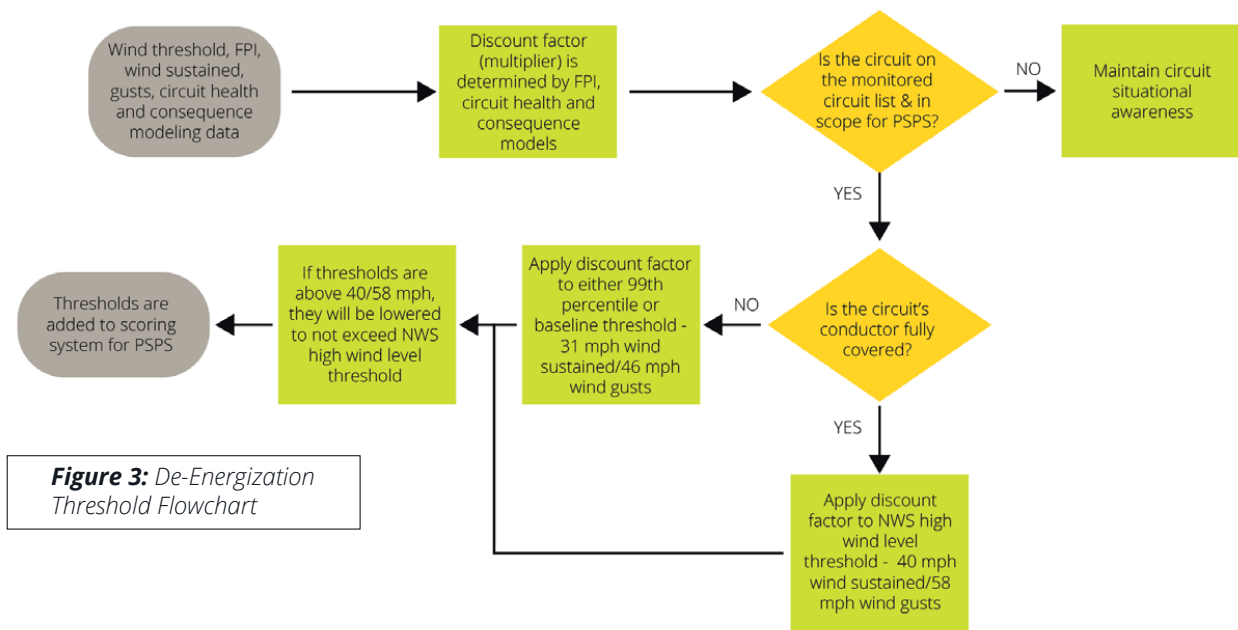 Wind threshold, FPI,
wind sustained,
gusts, circuit health
and consequence
modeling data
Discount factor
(multiplier) is
determined by FPI,
circuit health and
consequence
models
Is the circuit on
the monitored
circuit list & in
scope for PSPS?
NO
Maintain circuit
situational
awareness
YES
Is the circuit’s
conductor fully
covered?
NO
Apply discount factor
to either 99th
percentile or
baseline threshold -
31 mph wind
sustained/46 mph
wind gusts
If thresholds are
above 40/58 mph,
they will be lowered
to not exceed NWS
high wind level
threshold
Thresholds are
added to scoring
system for PSPS
YES
Apply discount
factor to NWS high
wind level
threshold - 40 mph
wind sustained/58
mph wind gusts
Figure 3: De-Energization
Threshold Flowchart